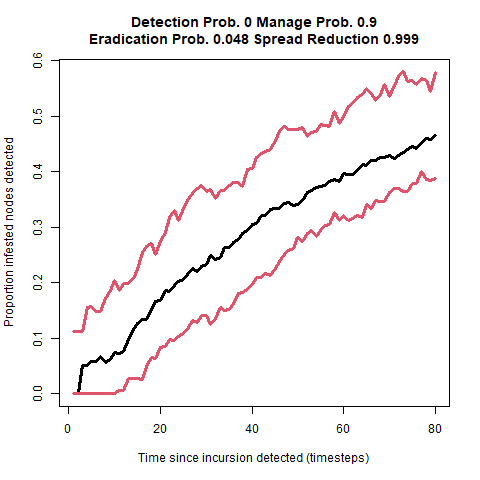 Detection Prob. 0 Manage Prob. 0.9
Eradication Prob. 0.048 Spread Reduction 0.999
Proportion infested nodes detected
0.6
0.5
0.4
0.3
0.2
0.1
0.0
0 20 40 60 80
Time since incursion detected (timesteps)